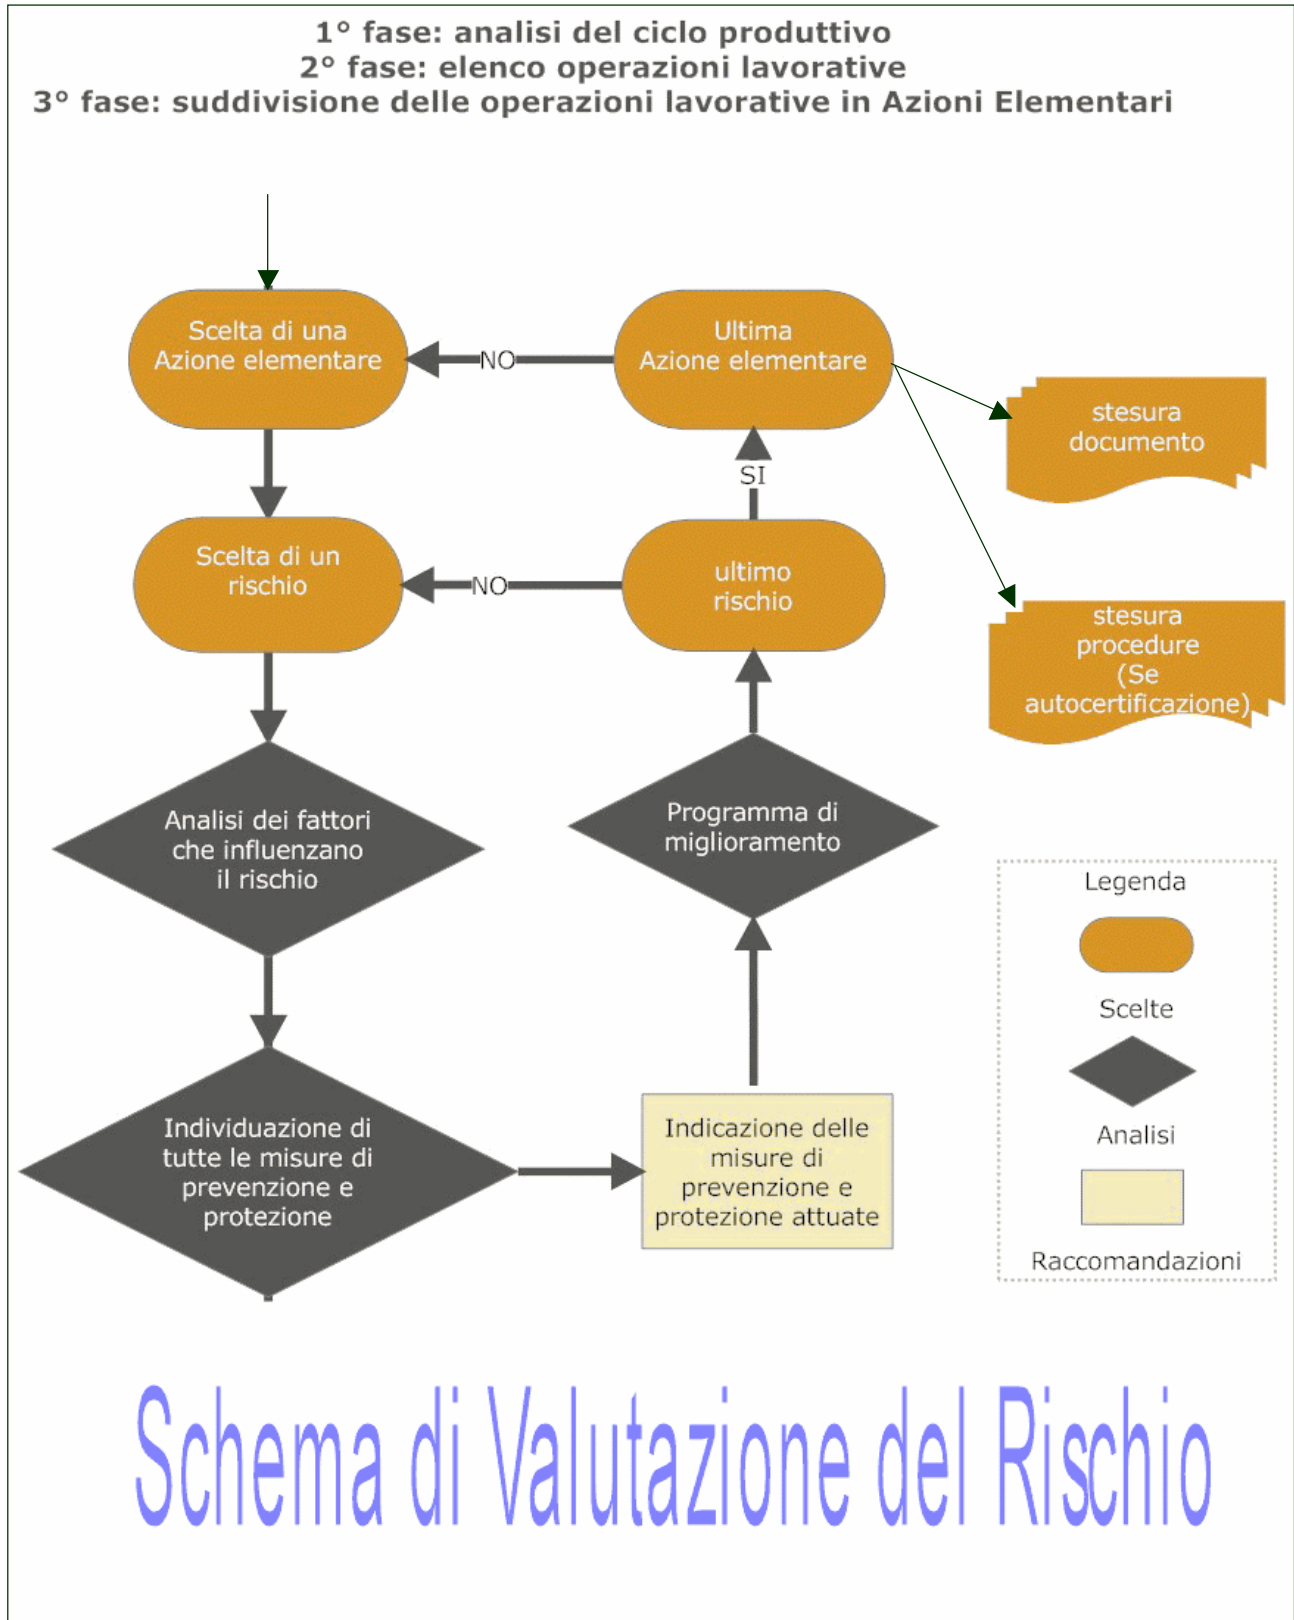 1° fase: analisi del ciclo produttivo
2° fase: elenco operazioni lavorative
3° fase: suddivisione delle operazioni lavorative in Azioni Elementari
Scelta di una
Azione elementare
NO
Ultima
Azione elementare
stesura
documento
SI
Scelta di un
rischio
NO
ultimo
rischio
stesura
procedure
(Se
autocertificazione)
Analisi dei fattori
che influenzano
il rischio
Programma di
miglioramento
Legenda
Scelte
Analisi
Raccomandazioni
Individuazione di
tutte le misure di
prevenzione e
protezione
Indicazione delle
misure di
prevenzione e
protezione attuate
Schema di Valutazione del Rischio